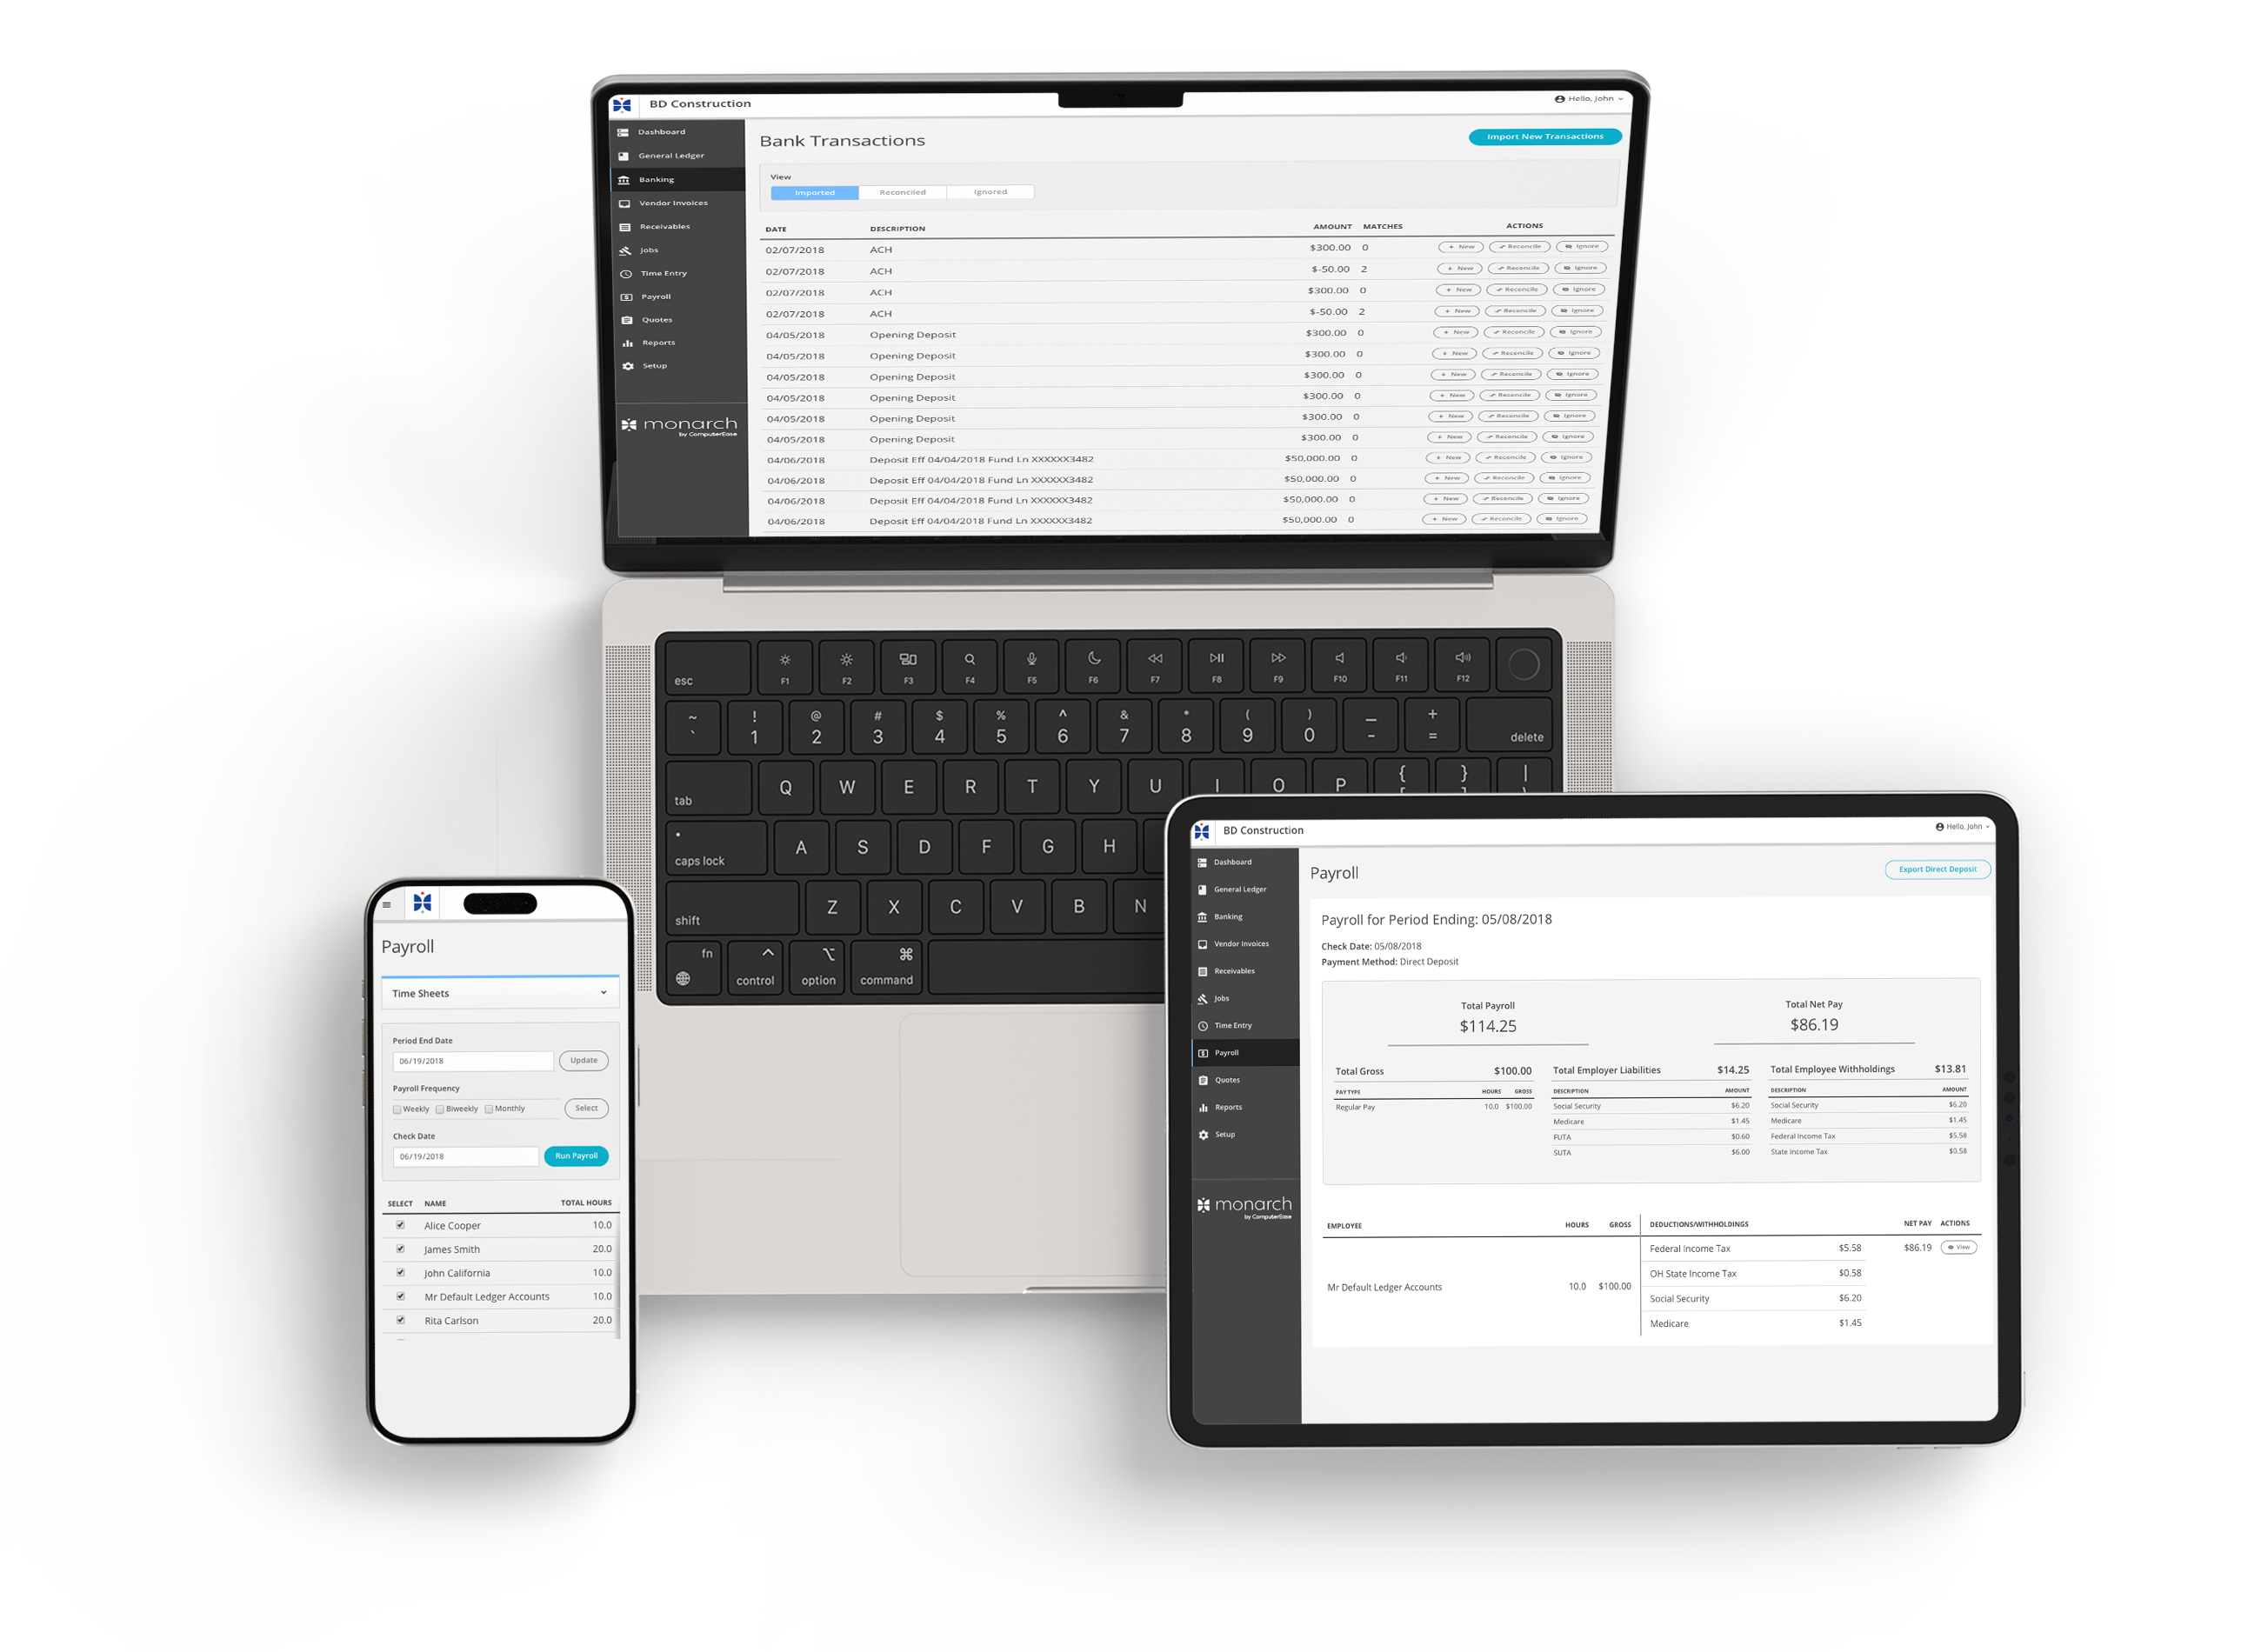 BD Construction
Hello, John
Dashboard
General Ledger
Banking
Vendor Invoices
Receivables
Jobs
Time Entry
Payroll
Quotes
Reports
Setup
monarch
by ComputerEase
Bank Transactions
Import New Transactions
View
Imported Reconciled Ignored
DATE DESCRIPTION AMOUNT MATCHES ACTIONS
02/07/2018 ACH $300.00 0 + New Reconcile Ignore
02/07/2018 ACH $-50.00 2 + New Reconcile Ignore
02/07/2018 ACH $300.00 0 + New Reconcile Ignore
02/07/2018 ACH $-50.00 2 + New Reconcile Ignore
04/05/2018 Opening Deposit $300.00 0 + New Reconcile Ignore
04/05/2018 Opening Deposit $300.00 0 + New Reconcile Ignore
04/05/2018 Opening Deposit $300.00 0 + New Reconcile Ignore
04/05/2018 Opening Deposit $300.00 0 + New Reconcile Ignore
04/05/2018 Opening Deposit $300.00 0 + New Reconcile Ignore
04/05/2018 Opening Deposit $300.00 0 + New Reconcile Ignore
04/06/2018 Deposit Eff 04/04/2018 Fund Ln XXXXXX3482 $50,000.00 0 + New Reconcile Ignore
04/06/2018 Deposit Eff 04/04/2018 Fund Ln XXXXXX3482 $50,000.00 0 + New Reconcile Ignore
04/06/2018 Deposit Eff 04/04/2018 Fund Ln XXXXXX3482 $50,000.00 0 + New Reconcile Ignore
04/06/2018 Deposit Eff 04/04/2018 Fund Ln XXXXXX3482 $50,000.00 0 + New Reconcile Ignore
esc F1 F2 F3 F4 F5 F6 F7 F8 F9 F10 F11 F12
~ ! @ # $ % ^ & * ( ) _ +
` 1 2 3 4 5 6 7 8 9 0 - = delete
tab Q W E R T Y U I O P { } |
caps lock A S D F G H
shift Z X C V B N
fn control option command
Payroll
Time Sheets
Period End Date
06/19/2018 Update
Payroll Frequency
Weekly Biweekly Monthly Select
Check Date
06/19/2018 Run Payroll
SELECT NAME TOTAL HOURS
Alice Cooper 10.0
James Smith 20.0
John California 10.0
Mr Default Ledger Accounts 10.0
Rita Carlson 20.0
BD Construction
Hello, John
Dashboard
General Ledger
Banking
Vendor Invoices
Receivables
Jobs
Time Entry
Payroll
Quotes
Reports
Setup
monarch
by ComputerEase
Payroll
Export Direct Deposit
Payroll for Period Ending: 05/08/2018
Check Date: 05/08/2018
Payment Method: Direct Deposit
Total Payroll
$114.25
Total Net Pay
$86.19
Total Gross $100.00
PAY TYPE HOURS GROSS
Regular Pay 10.0 $100.00
Total Employer Liabilities $14.25
DESCRIPTION AMOUNT
Social Security $6.20
Medicare $1.45
FUTA $0.60
SUTA $6.00
Total Employee Withholdings $13.81
DESCRIPTION AMOUNT
Social Security $6.20
Medicare $1.45
Federal Income Tax $5.58
State Income Tax $0.58
EMPLOYEE HOURS GROSS DEDUCTIONS/WITHHOLDINGS NET PAY ACTIONS
Mr Default Ledger Accounts 10.0 $100.00
Federal Income Tax $5.58 $86.19 View
OH State Income Tax $0.58
Social Security $6.20
Medicare $1.45